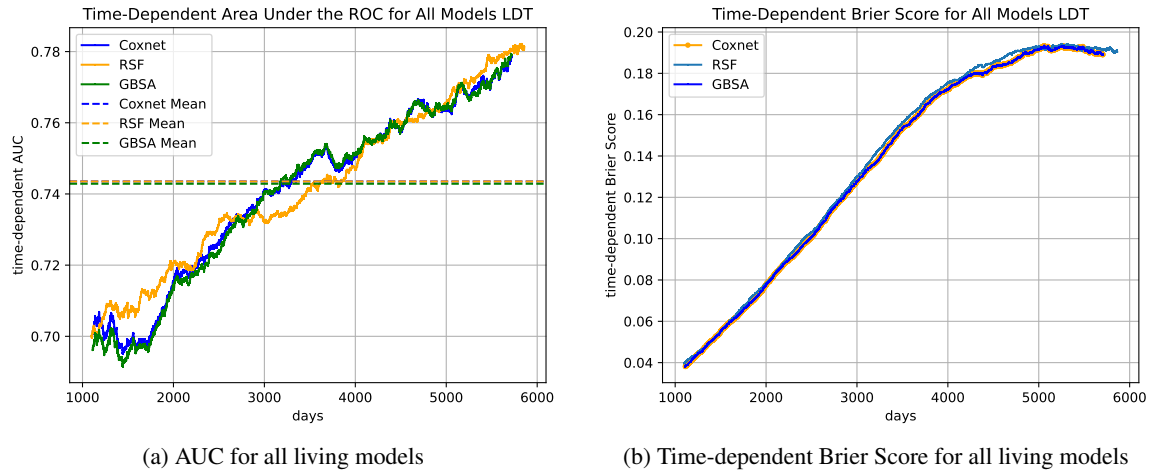 Time-Dependent Area Under the ROC for All Models LDT
Coxnet
RSF
GBSA
Coxnet Mean
RSF Mean
GBSA Mean
0.78
0.76
0.74
0.72
0.70
time-dependent AUC
1000 2000 3000 4000 5000 6000
days
(a) AUC for all living models
Time-Dependent Brier Score for All Models LDT
Coxnet
RSF
GBSA
0.20
0.18
0.16
0.14
0.12
0.10
0.08
0.06
0.04
time-dependent Brier Score
1000 2000 3000 4000 5000 6000
days
(b) Time-dependent Brier Score for all living models